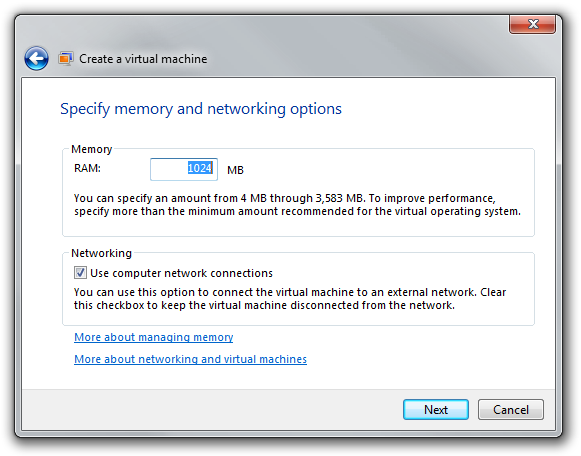 Create a virtual machine
Specify memory and networking options
Memory
RAM: 1024 MB
You can specify an amount from 4 MB through 3,583 MB. To improve performance,
specify more than the minimum amount recommended for the virtual operating system.
Networking
Use computer network connections
You can use this option to connect the virtual machine to an external network. Clear
this checkbox to keep the virtual machine disconnected from the network.
More about managing memory
More about networking and virtual machines
Next Cancel